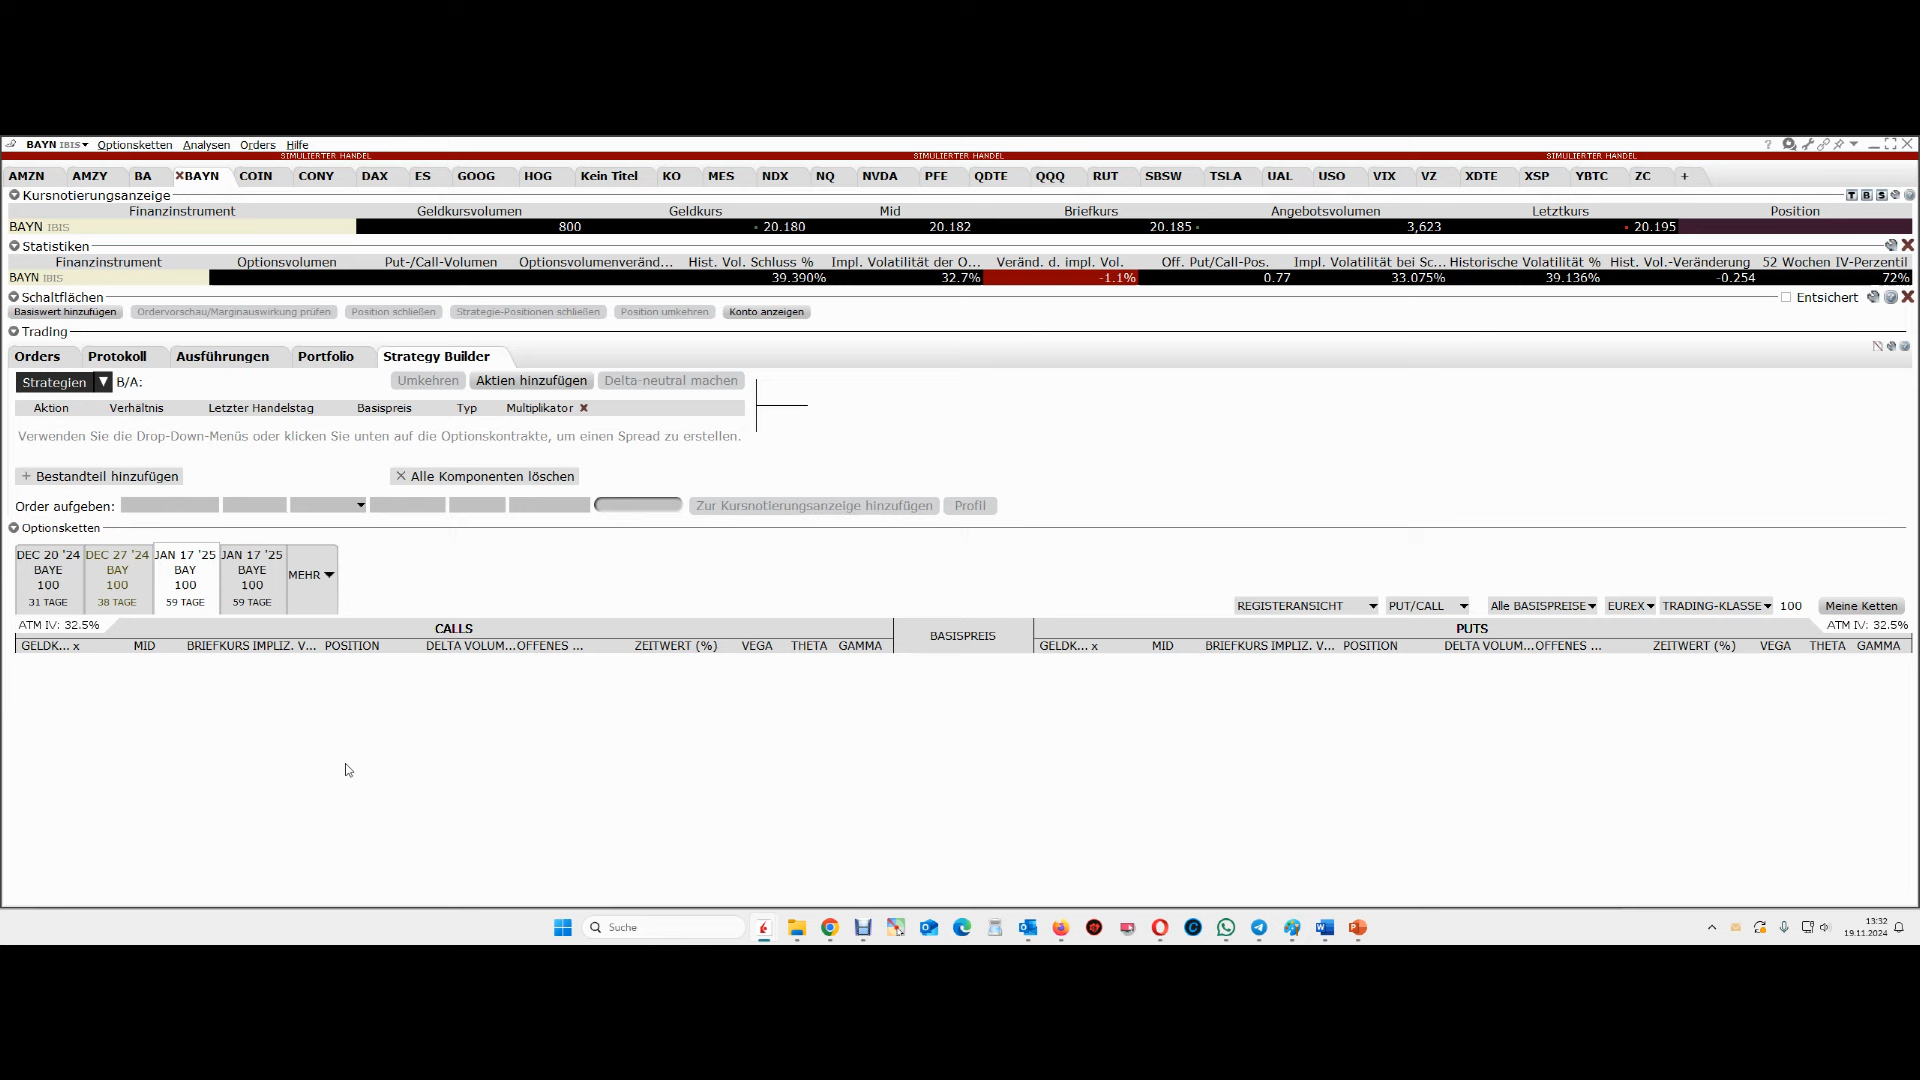 BAYN IBIS Optionsketten Analysen Orders Hilfe
SIMULIERTER HANDEL SIMULIERTER HANDEL SIMULIERTER HANDEL
AMZN AMZY BA BAYN COIN CONY DAX ES GOOG HOG Kein Titel KO MES NDX NQ NVDA PFE QDTE QQQ RUT SBSW TSLA UAL USO VIX VZ XDTE XSP YBTC ZC +
Kursnotierungsanzeige T B S
Finanzinstrument Geldkursvolumen Geldkurs Mid Briefkurs Angebotsvolumen Letztkurs Position
BAYN IBIS 800 20.180 20.182 20.185 3,623 20.195
Statistiken
Finanzinstrument Optionsvolumen Put-/Call-Volumen Optionsvolumenveränd... Hist. Vol. Schluss % Impl. Volatilität der O... Veränd. d. impl. Vol. Off. Put/Call-Pos. Impl. Volatilität bei Sc... Historische Volatilität % Hist. Vol.-Veränderung 52 Wochen IV-Perzentil
BAYN IBIS 39.390% 32.7% -1.1% 0.77 33.075% 39.136% -0.254 72%
Schaltflächen Entsichert
Basiswert hinzufügen Ordervorschau/Marginauswirkung prüfen Position schließen Strategie-Positionen schließen Position umkehren Konto anzeigen
Trading
Orders Protokoll Ausführungen Portfolio Strategy Builder
Strategien B/A: Umkehren Aktien hinzufügen Delta-neutral machen
Aktion Verhältnis Letzter Handelstag Basispreis Typ Multiplikator
Verwenden Sie die Drop-Down-Menüs oder klicken Sie unten auf die Optionskontrakte, um einen Spread zu erstellen.
+ Bestandteil hinzufügen Alle Komponenten löschen
Order aufgeben: Zur Kursnotierungsanzeige hinzufügen Profil
Optionsketten
DEC 20 '24 DEC 27 '24 JAN 17 '25 JAN 17 '25
BAYE BAY BAY BAYE MEHR
100 100 100 100
31 TAGE 38 TAGE 59 TAGE 59 TAGE REGISTERANSICHT PUT/CALL Alle BASISPREISE EUREX TRADING-KLASSE 100 Meine Ketten
ATM IV: 32.5% CALLS BASISPREIS PUTS ATM IV: 32.5%
GELDK... x MID BRIEFKURS IMPLIZ. V... POSITION DELTA VOLUM... OFFENES ... ZEITWERT (%) VEGA THETA GAMMA GELDK... x MID BRIEFKURS IMPLIZ. V... POSITION DELTA VOLUM... OFFENES ... ZEITWERT (%) VEGA THETA GAMMA
Suche 13:32
19.11.2024